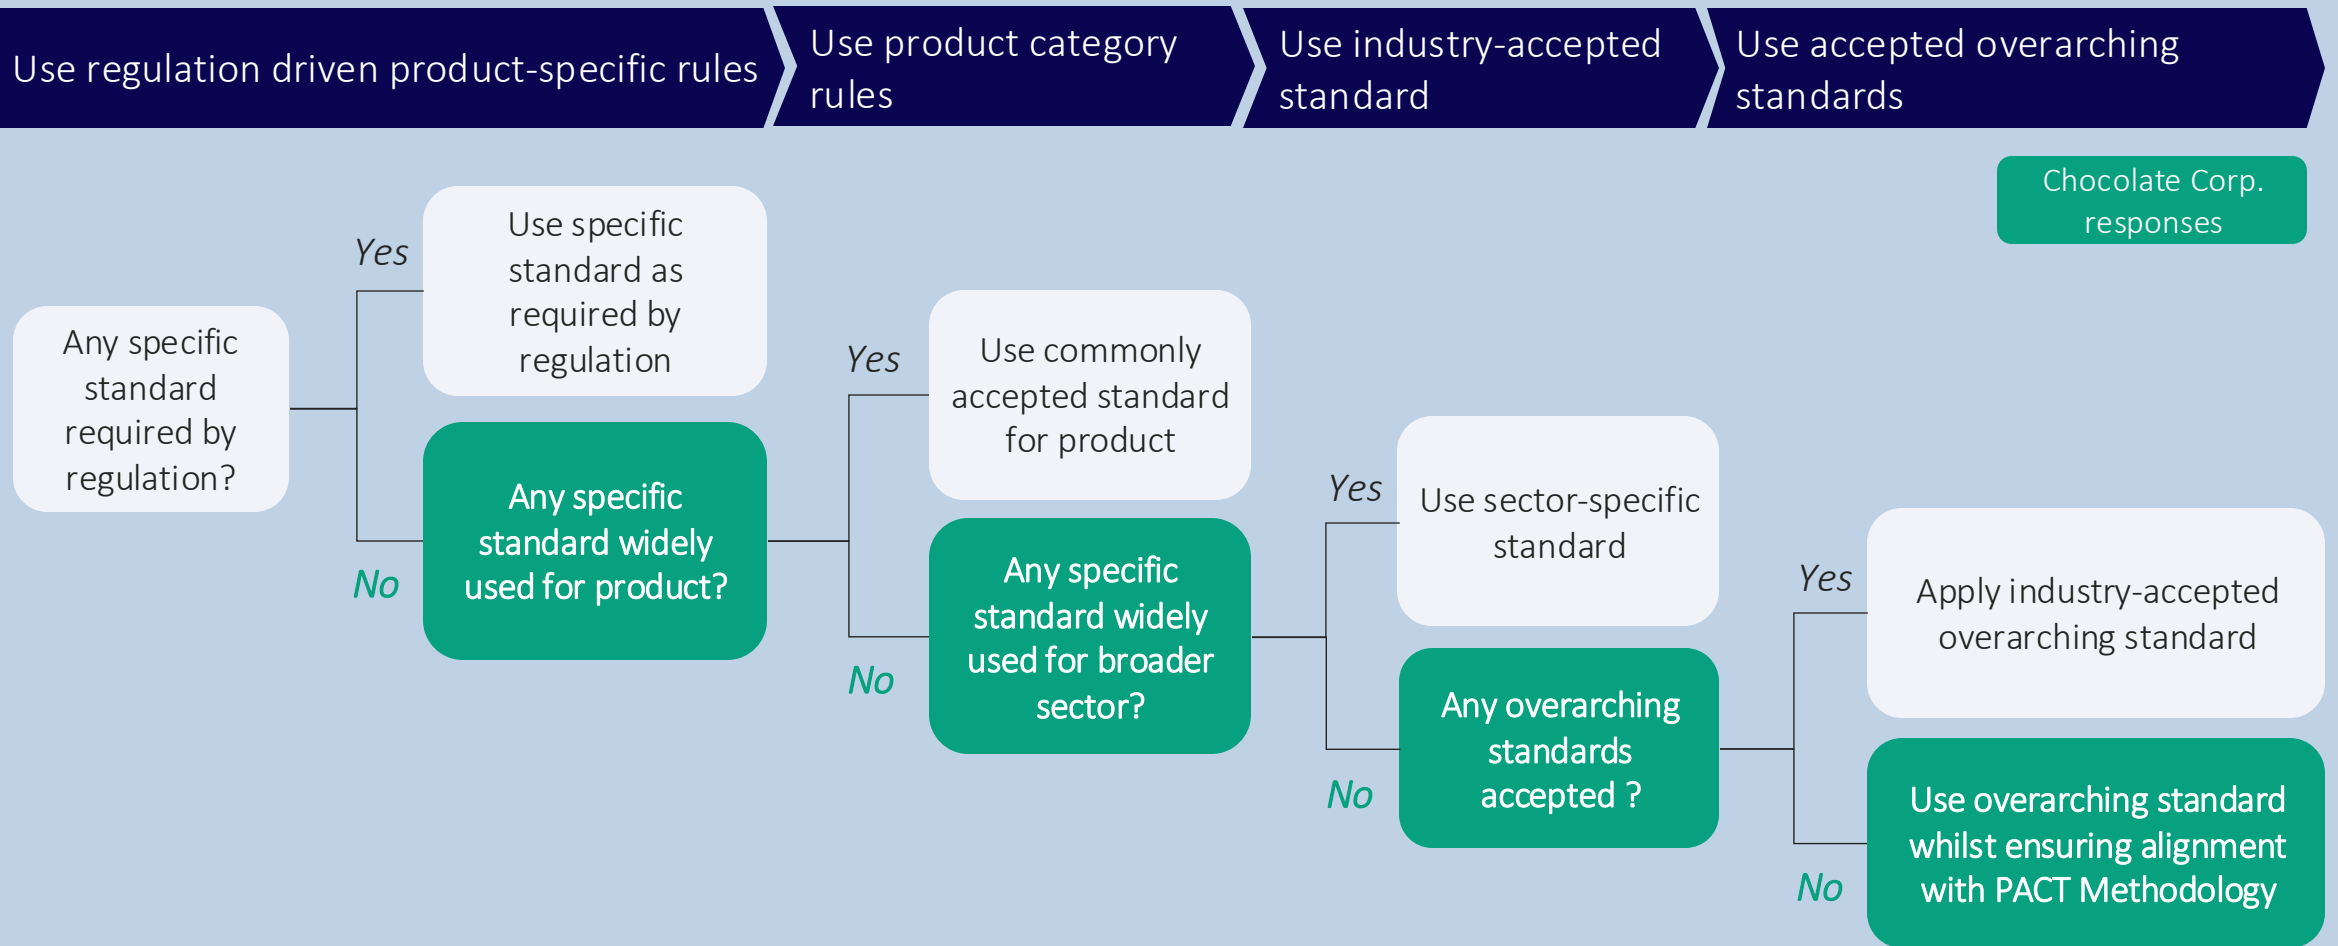 Use regulation driven product-specific rules
Use product category
rules
Use industry-accepted
standard
Use accepted overarching
standards
Chocolate Corp.
responses
Any specific
standard
required by
regulation?
Yes
Use specific
standard as
required by
regulation
No
Any specific
standard widely
used for product?
Yes
Use commonly
accepted standard
for product
No
Any specific
standard widely
used for broader
sector?
Yes
Use sector-specific
standard
No
Any overarching
standards
accepted ?
Yes
Apply industry-accepted
overarching standard
No
Use overarching standard
whilst ensuring alignment
with PACT Methodology